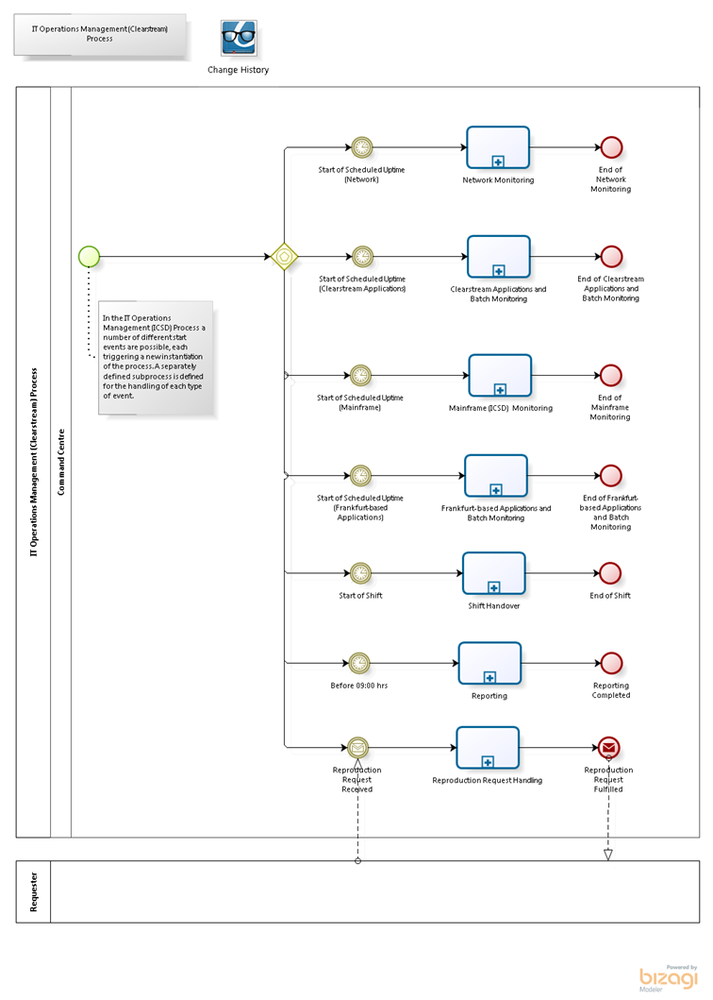 IT Operations Management (Clearstream)
Process
Change History
IT Operations Management (Clearstream) Process
Command Centre
Start of Scheduled Uptime
(Network)
Network Monitoring
End of
Network
Monitoring
Start of Scheduled Uptime
(Clearstream Applications)
Clearstream Applications and
Batch Monitoring
End of Clearstream
Applications and
Batch Monitoring
In the IT Operations
Management (ICSD) Process a
number of different start
events are possible, each
triggering a new instantiation
of the process. A separately
defined subprocess is defined
for the handling of each type
of event.
Start of Scheduled Uptime
(Mainframe)
Mainframe (ICSD) Monitoring
End of
Mainframe
Monitoring
Start of Scheduled Uptime
(Frankfurt-based
Applications)
Frankfurt-based Applications and
Batch Monitoring
End of Frankfurt-
based Applications
and Batch
Monitoring
Start of Shift
Shift Handover
End of Shift
Before 09:00 hrs
Reporting
Reporting
Completed
Reproduction
Request
Received
Reproduction Request Handling
Reproduction
Request
Fulfilled
Requester
Powered by
bizagi
Modeler